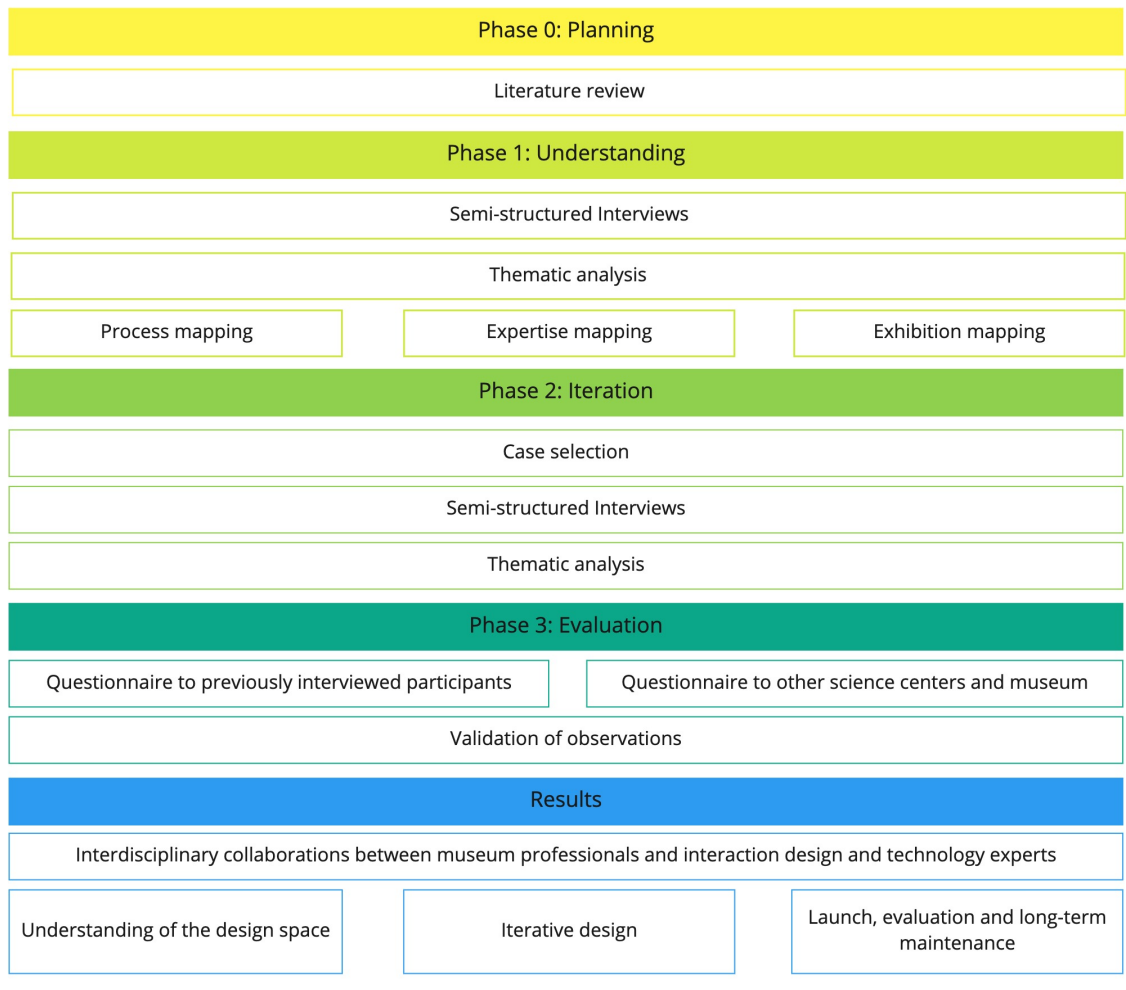 Phase 0: Planning
Literature review
Phase 1: Understanding
Semi-structured Interviews
Thematic analysis
Process mapping
Expertise mapping
Exhibition mapping
Phase 2: Iteration
Case selection
Semi-structured Interviews
Thematic analysis
Phase 3: Evaluation
Questionnaire to previously interviewed participants
Questionnaire to other science centers and museum
Validation of observations
Results
Interdisciplinary collaborations between museum professionals and interaction design and technology experts
Understanding of the design space
Iterative design
Launch, evaluation and long-term
maintenance